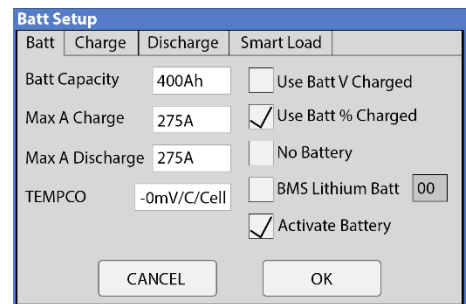 Batt Setup
Batt Charge Discharge Smart Load
Batt Capacity 400Ah Use Batt V Charged
Max A Charge 275A Use Batt % Charged
Max A Discharge 275A No Battery
TEMPCO -0mV/C/Cell BMS Lithium Batt 00
Activate Battery
CANCEL OK